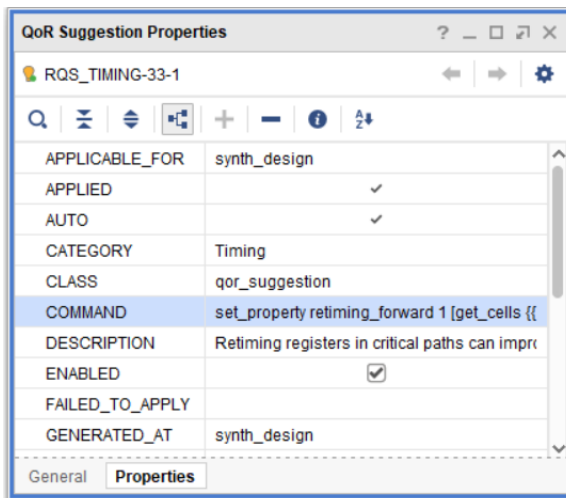 QoR Suggestion Properties
RQS_TIMING-33-1
APPLICABLE_FOR synth_design
APPLIED
AUTO
CATEGORY Timing
CLASS qor_suggestion
COMMAND set_property retiming_forward 1 [get_cells {{
DESCRIPTION Retiming registers in critical paths can impro
ENABLED
FAILED_TO_APPLY
GENERATED_AT synth_design
General Properties